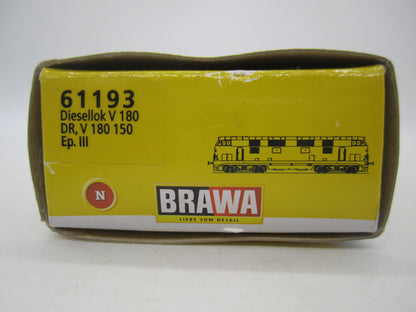 61193
Diesellok V 180
DR, V 180 150
Ep. III
N
BRAWA
LIEBE ZUM DETAIL